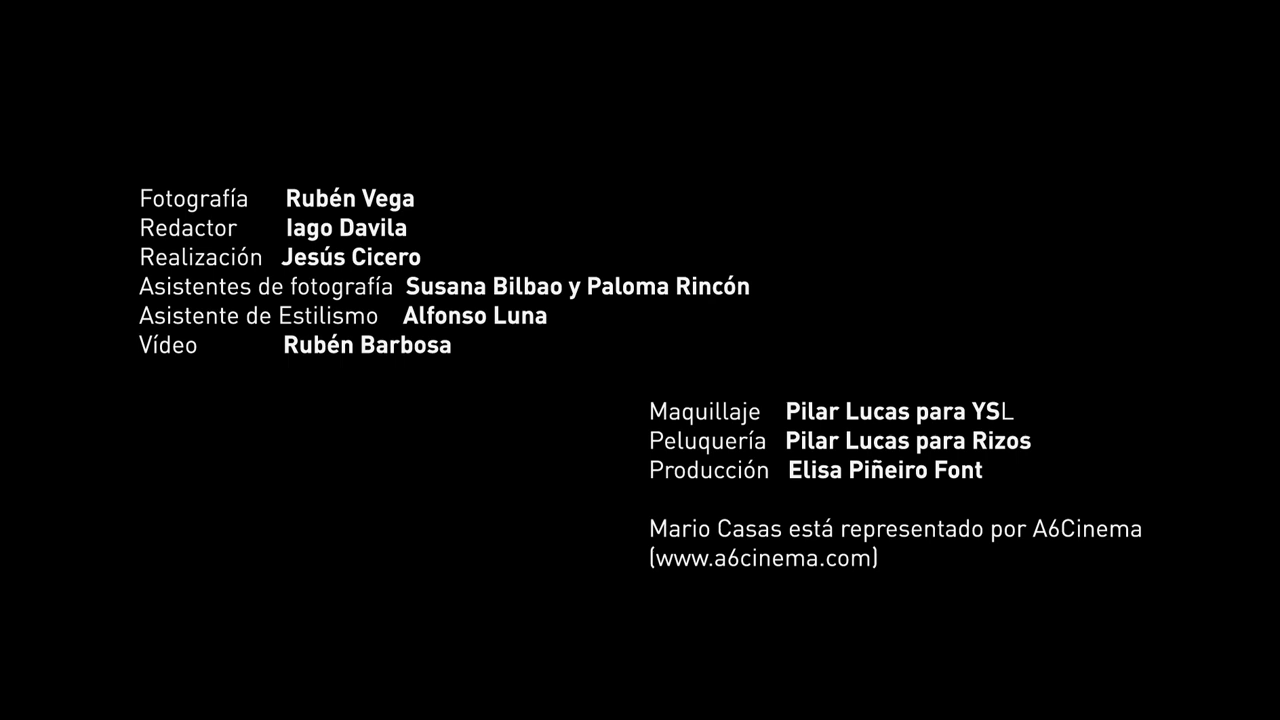 Fotografía Rubén Vega
Redactor Iago Davila
Realización Jesús Cicero
Asistentes de fotografía Susana Bilbao y Paloma Rincón
Asistente de Estilismo Alfonso Luna
Vídeo Rubén Barbosa
Maquillaje Pilar Lucas para YSL
Peluquería Pilar Lucas para Rizos
Producción Elisa Piñeiro Font
Mario Casas está representado por A6Cinema
(www.a6cinema.com)